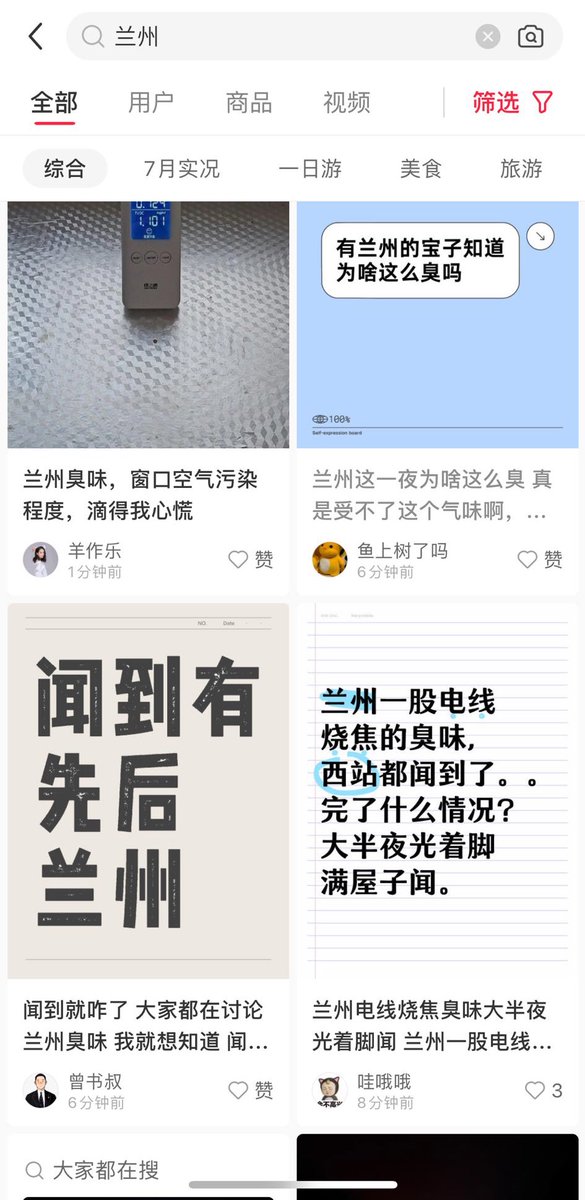 兰州
全部
用户
商品
视频
筛选
综合
7月实况
一日游
美食
旅游
1,101
有兰州的宝子知道
为啥这么臭吗
100%
Self-expression board
兰州臭味，窗口空气污染
程度，滴得我心慌
羊作乐
1分钟前
赞
兰州这一夜为啥这么臭 真
是受不了这个气味啊，...
鱼上树了吗
6分钟前
赞
NO.
Date
闻到有
先后
兰州
兰州一股电线
烧焦的臭味,
西站都闻到了。。
完了什么情况?
大半夜光着脚
满屋子闻。
闻到就咋了 大家都在讨论
兰州臭味 我就想知道 闻...
曾书叔
6分钟前
赞
兰州电线烧焦臭味大半夜
光着脚闻 兰州一股电线...
哇哦哦
8分钟前
3
大家都在搜